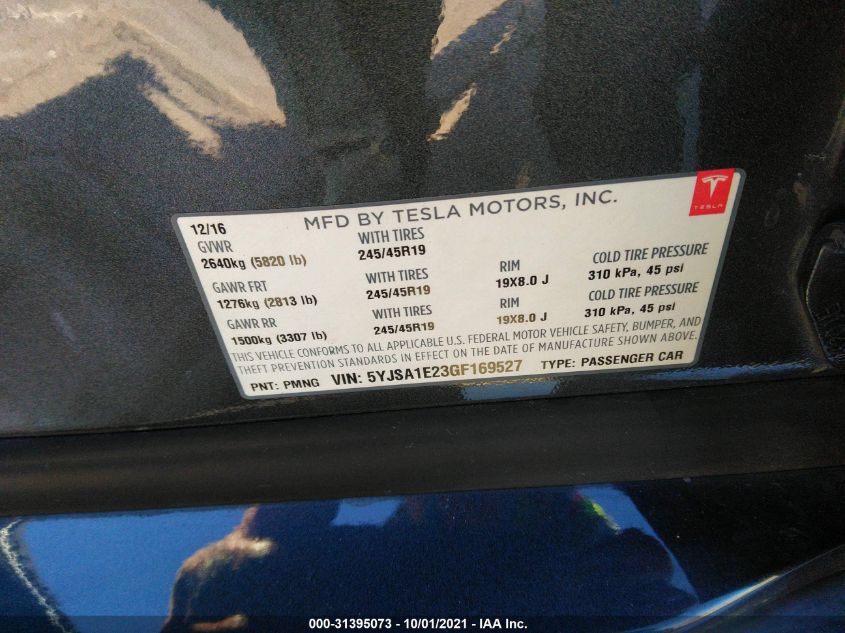 12/16 MFD BY TESLA MOTORS, INC. TESLA
GVWR WITH TIRES
2640kg (5820 lb) 245/45R19
GAWR FRT WITH TIRES RIM COLD TIRE PRESSURE
1276kg (2813 lb) 245/45R19 19X8.0 J 310 kPa, 45 psi
GAWR RR WITH TIRES RIM COLD TIRE PRESSURE
1500kg (3307 lb) 245/45R19 19X8.0 J 310 kPa, 45 psi
THIS VEHICLE CONFORMS TO ALL APPLICABLE U.S. FEDERAL MOTOR VEHICLE SAFETY, BUMPER, AND
THEFT PREVENTION STANDARDS IN EFFECT ON THE DATE OF MANUFACTURE SHOWN ABOVE.
PNT: PMNG VIN: 5YJSA1E23GF169527 TYPE: PASSENGER CAR
000-31395073 - 10/01/2021 - IAA Inc.